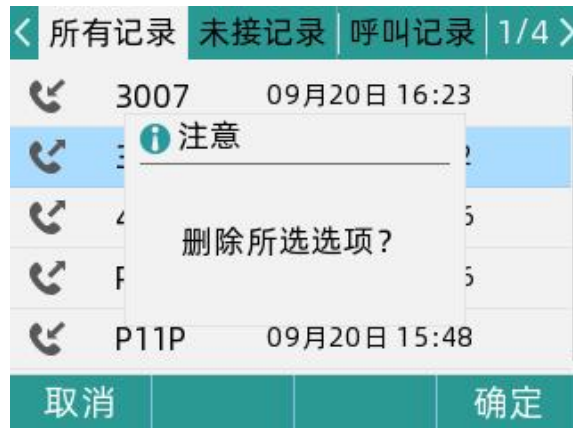 所有记录 未接记录 呼叫记录 1/4
3007 09月20日 16:23
注意
删除所选选项?
P11P 09月20日 15:48
取消 确定